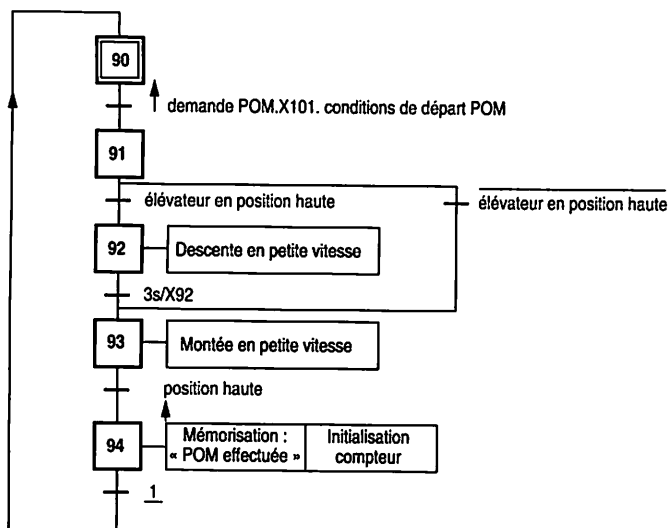 90
demande POM.X101. conditions de départ POM
91
élévateur en position haute
élévateur en position haute
92
Descente en petite vitesse
3s/X92
93
Montée en petite vitesse
position haute
94
Mémorisation :
« POM effectuée »
Initialisation
compteur
1